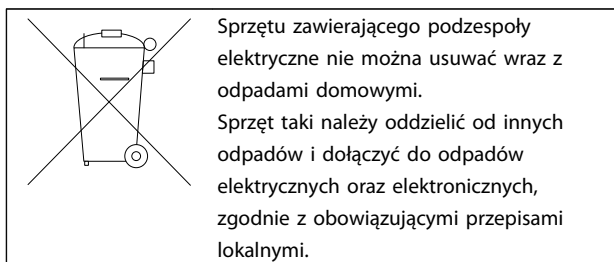 Sprzętu zawierającego podzespoły
elektryczne nie można usuwać wraz z
odpadami domowymi.
Sprzęt taki należy oddzielić od innych
odpadów i dołączyć do odpadów
elektrycznych oraz elektronicznych,
zgodnie z obowiązującymi przepisami
lokalnymi.